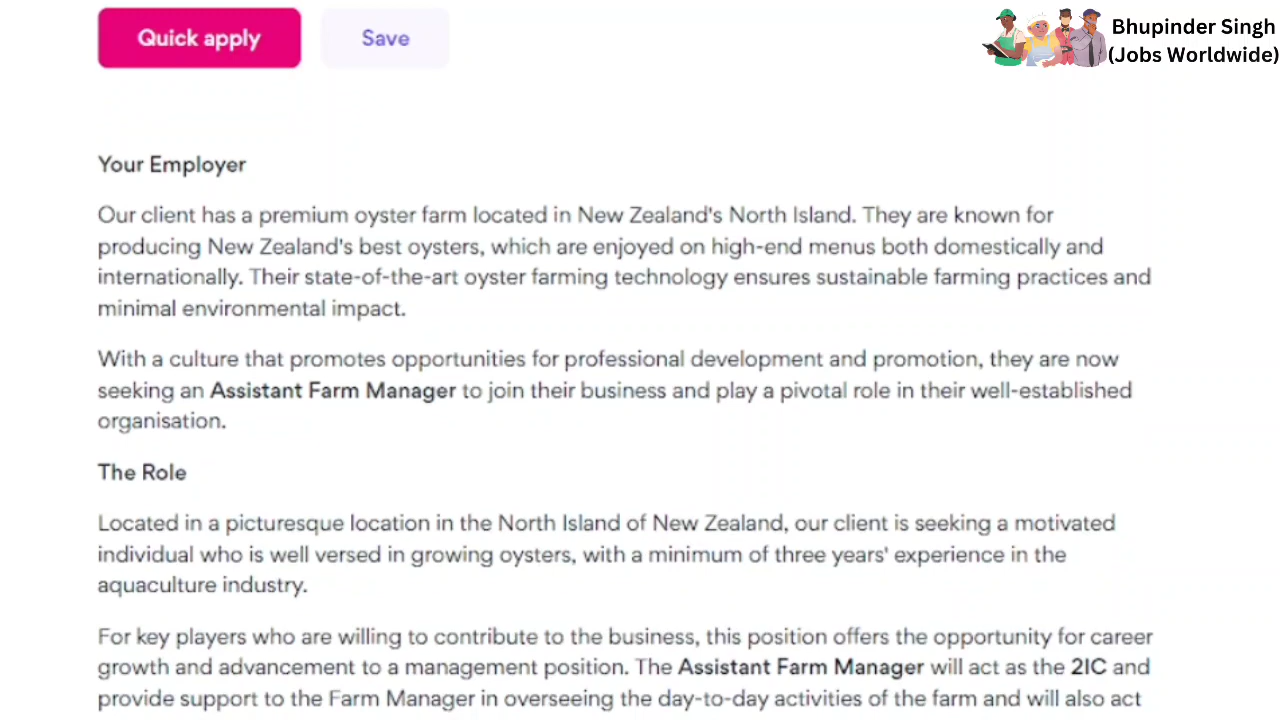 Quick apply
Save
Bhupinder Singh
(Jobs Worldwide)
Your Employer
Our client has a premium oyster farm located in New Zealand's North Island. They are known for
producing New Zealand's best oysters, which are enjoyed on high-end menus both domestically and
internationally. Their state-of-the-art oyster farming technology ensures sustainable farming practices and
minimal environmental impact.
With a culture that promotes opportunities for professional development and promotion, they are now
seeking an Assistant Farm Manager to join their business and play a pivotal role in their well-established
organisation.
The Role
Located in a picturesque location in the North Island of New Zealand, our client is seeking a motivated
individual who is well versed in growing oysters, with a minimum of three years' experience in the
aquaculture industry.
For key players who are willing to contribute to the business, this position offers the opportunity for career
growth and advancement to a management position. The Assistant Farm Manager will act as the 2IC and
provide support to the Farm Manager in overseeing the day-to-day activities of the farm and will also act